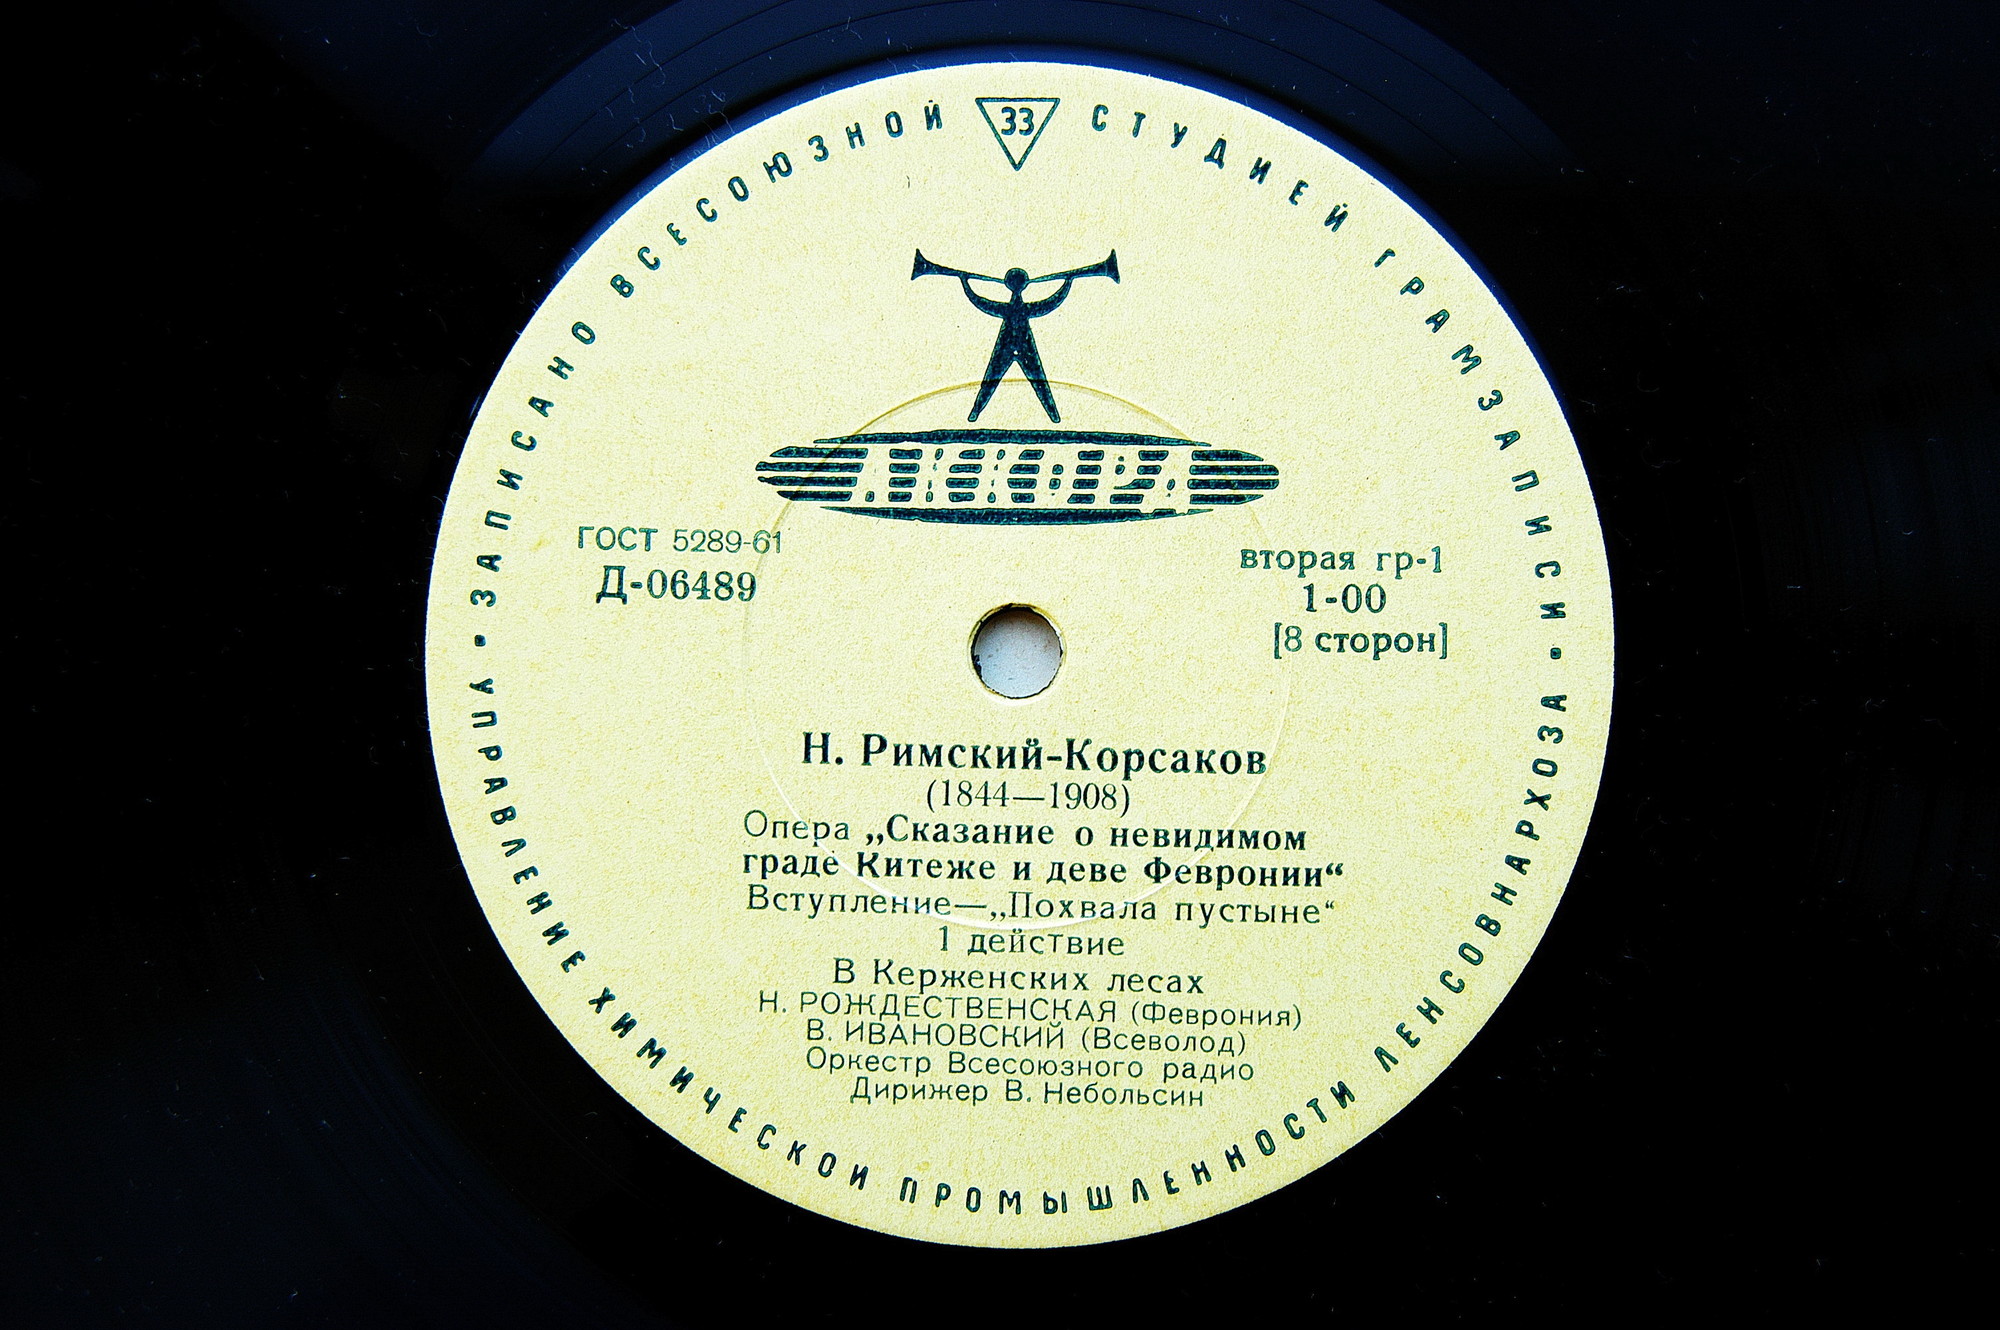 ЗАПИСАНО ВСЕСОЮЗНОЙ 33 СТУДИЕЙ ГРАМЗАПИСИ
АККОРД
ГОСТ 5289-61
Д-06489
вторая гр-1
1-00
[8 сторон]
Н. Римский-Корсаков
(1844—1908)
Опера „Сказание о невидимом
граде Китеже и деве Февронии“
Вступление—„Похвала пустыне“
1 действие
В Керженских лесах
Н. РОЖДЕСТВЕНСКАЯ (Феврония)
В. ИВАНОВСКИЙ (Всеволод)
Оркестр Всесоюзного радио
Дирижер В. Небольсин
• УПРАВЛЕНИЕ ХИМИЧЕСКОЙ ПРОМЫШЛЕННОСТИ ЛЕНСОВНАРХОЗА •